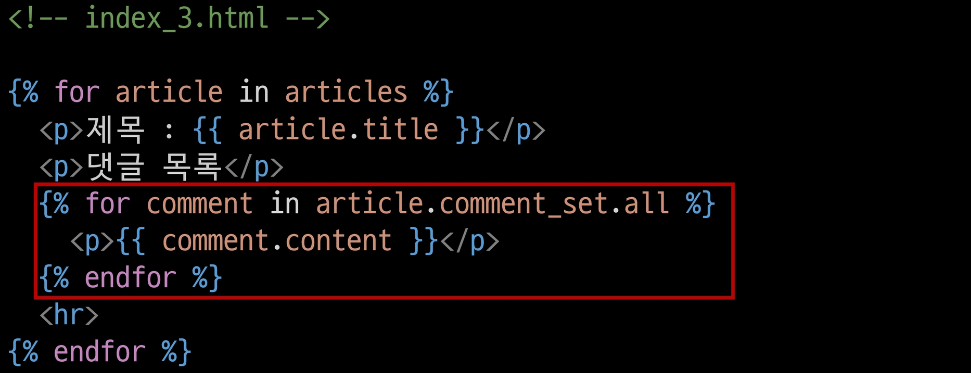 <!-- index_3.html -->
{% for article in articles %}
<p>제목 : {{ article.title }}</p>
<p>댓글 목록</p>
{% for comment in article.comment_set.all %}
<p>{{ comment.content }}</p>
{% endfor %}
<hr>
{% endfor %}